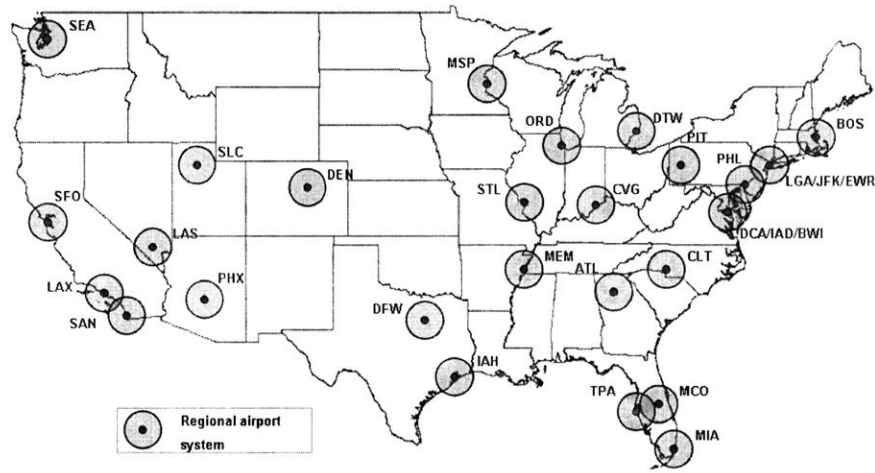 SEA
MSP
ORD
DTW
BOS
PIT
SLC
PHL
DEN
LGA/JFK/EWR
STL
CVG
SFO
LAS
DCA/IAD/BWI
MEM
CLT
ATL
LAX
PHX
SAN
DFW
IAH
TPA
MCO
MIA
Regional airport
system